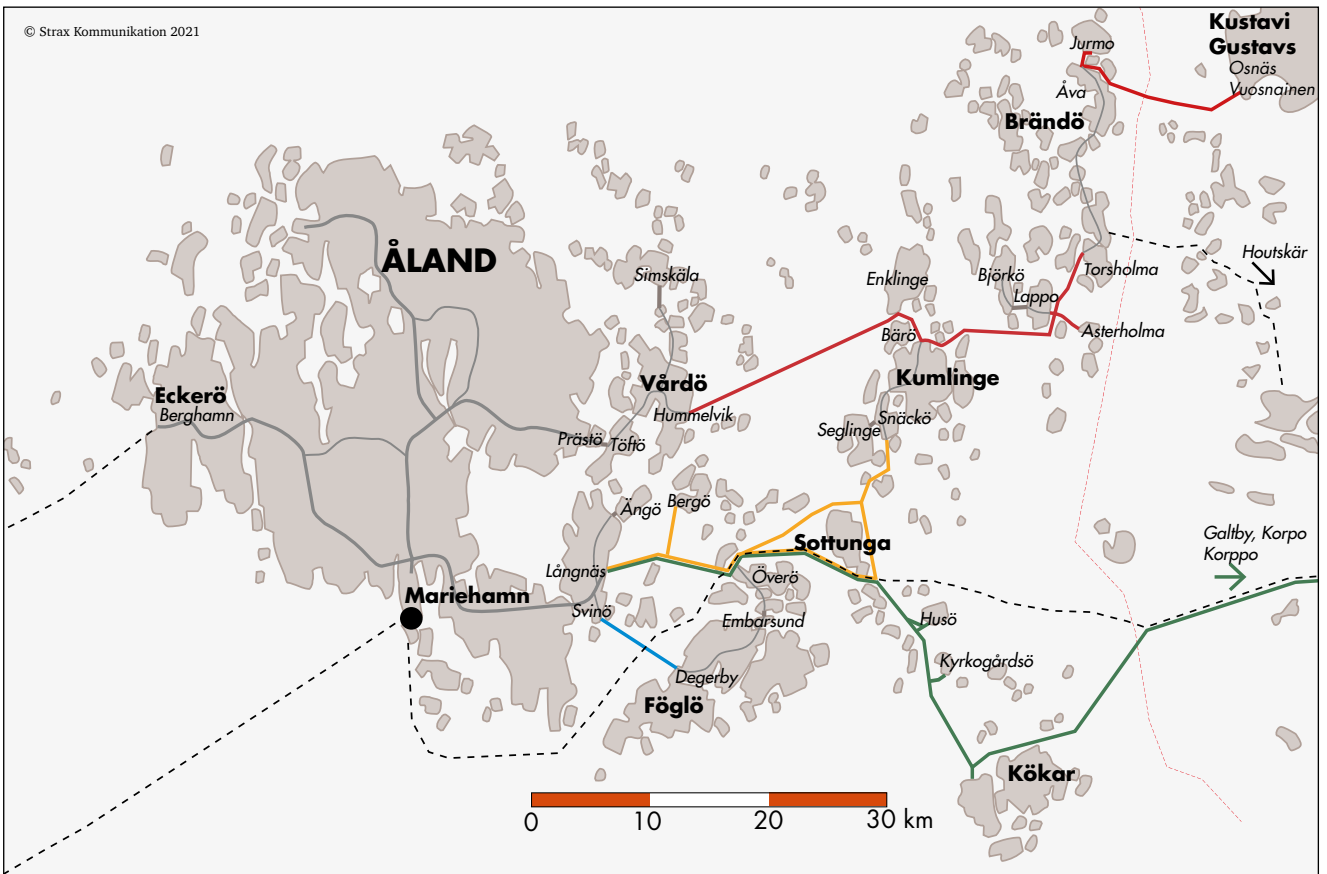 © Strax Kommunikation 2021
Kustavi
Gustavs
Osnäs
Vuosnainen
Jurmo
Åva
Brändö
ÅLAND
Houtskär
Simskäla
Enklinge
Björkö
Torsholma
Lappo
Bärö
Asterholma
Vårdö
Kumlinge
Eckerö
Berghamn
Hummelvik
Snäckö
Seglinge
Prästö
Töftö
Ängö
Bergö
Galtby, Korpo
Korppo
Sottunga
Långnäs
Överö
Mariehamn
Svinö
Embarsund
Husö
Kyrkogårdsö
Degerby
Föglö
Kökar
0
10
20
30 km